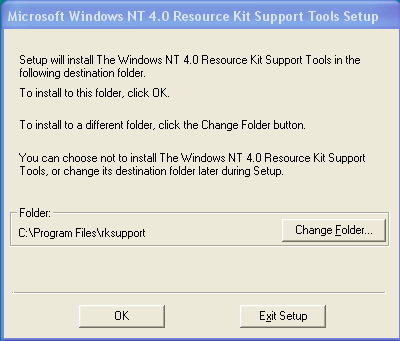 Microsoft Windows NT 4.0 Resource Kit Support Tools Setup
Setup will install The Windows NT 4.0 Resource Kit Support Tools in the
following destination folder.
To install to this folder, click OK.
To install to a different folder, click the Change Folder button.
You can choose not to install The Windows NT 4.0 Resource Kit Support
Tools, or change its destination folder later during Setup.
Folder:
C:\Program Files\rksupport
Change Folder...
OK
Exit Setup